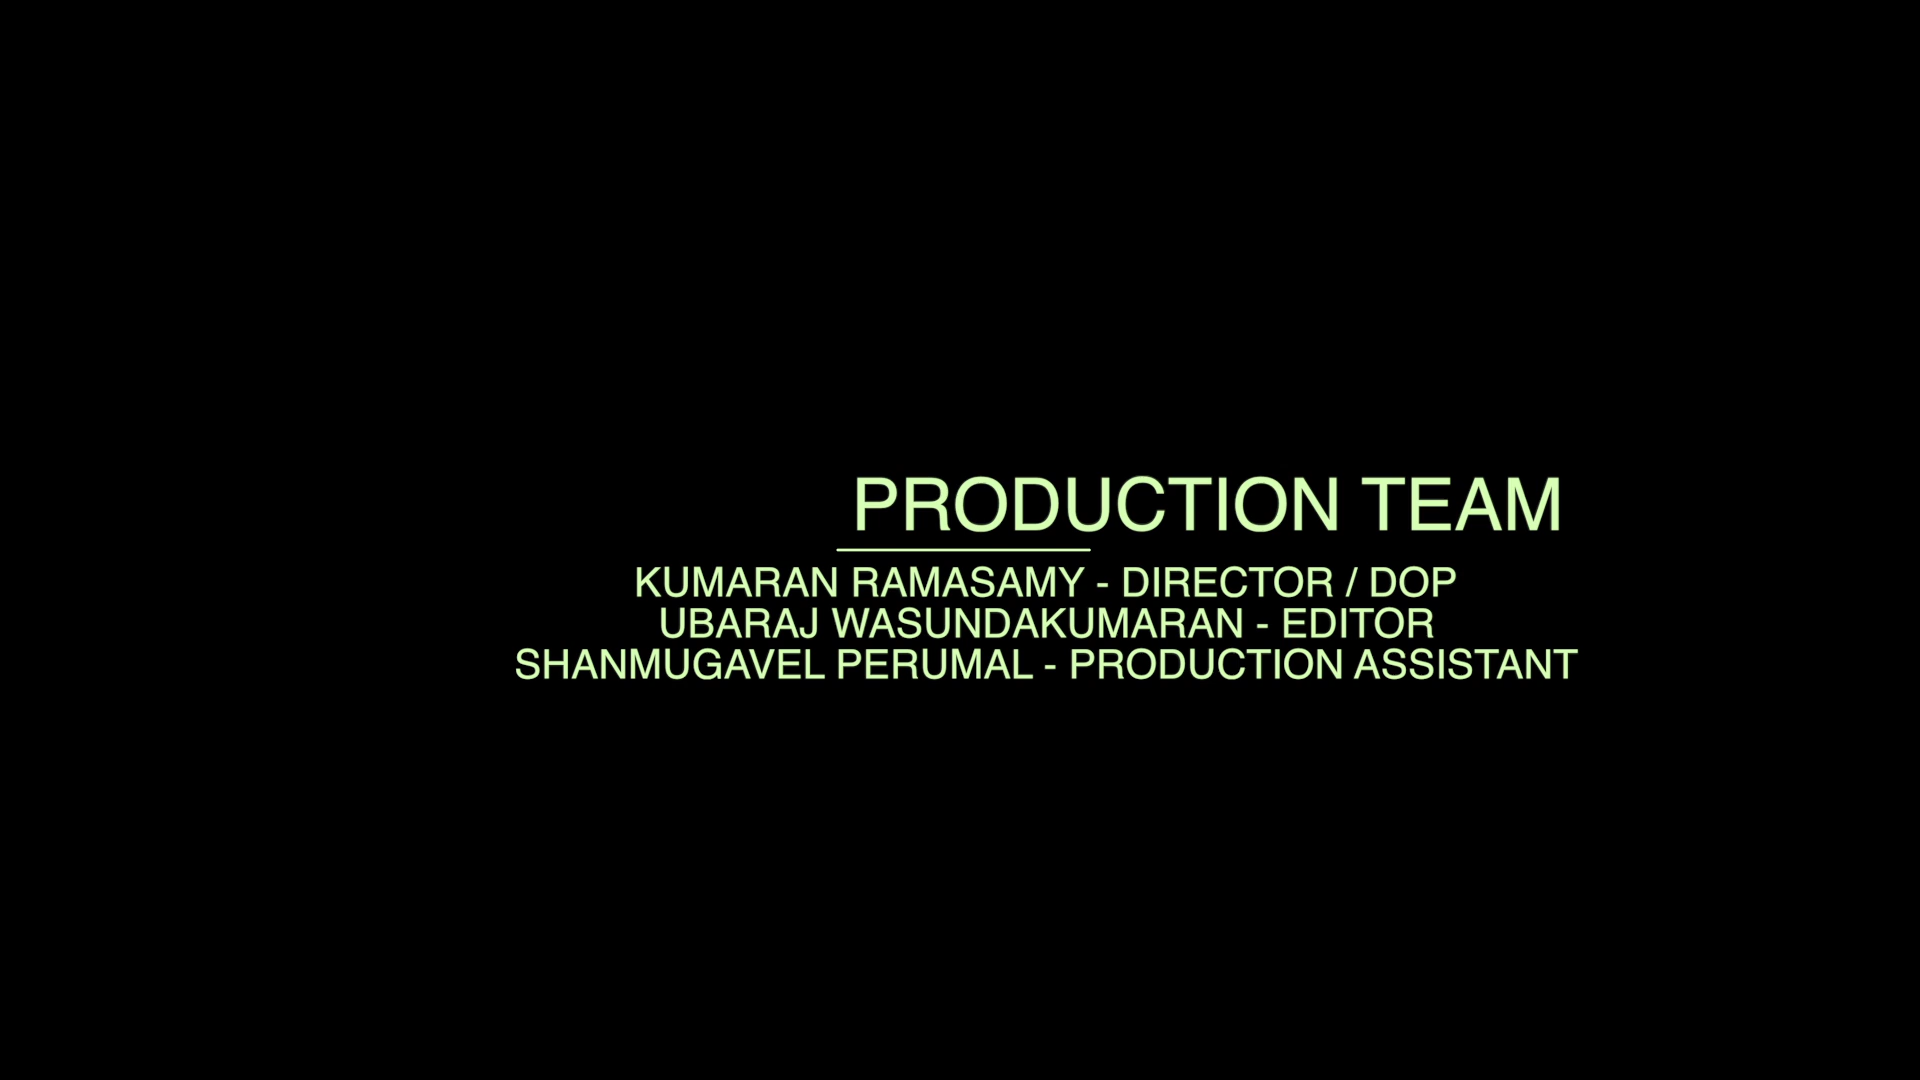 PRODUCTION TEAM
KUMARAN RAMASAMY - DIRECTOR / DOP
UBARAJ WASUNDAKUMARAN - EDITOR
SHANMUGAVEL PERUMAL - PRODUCTION ASSISTANT